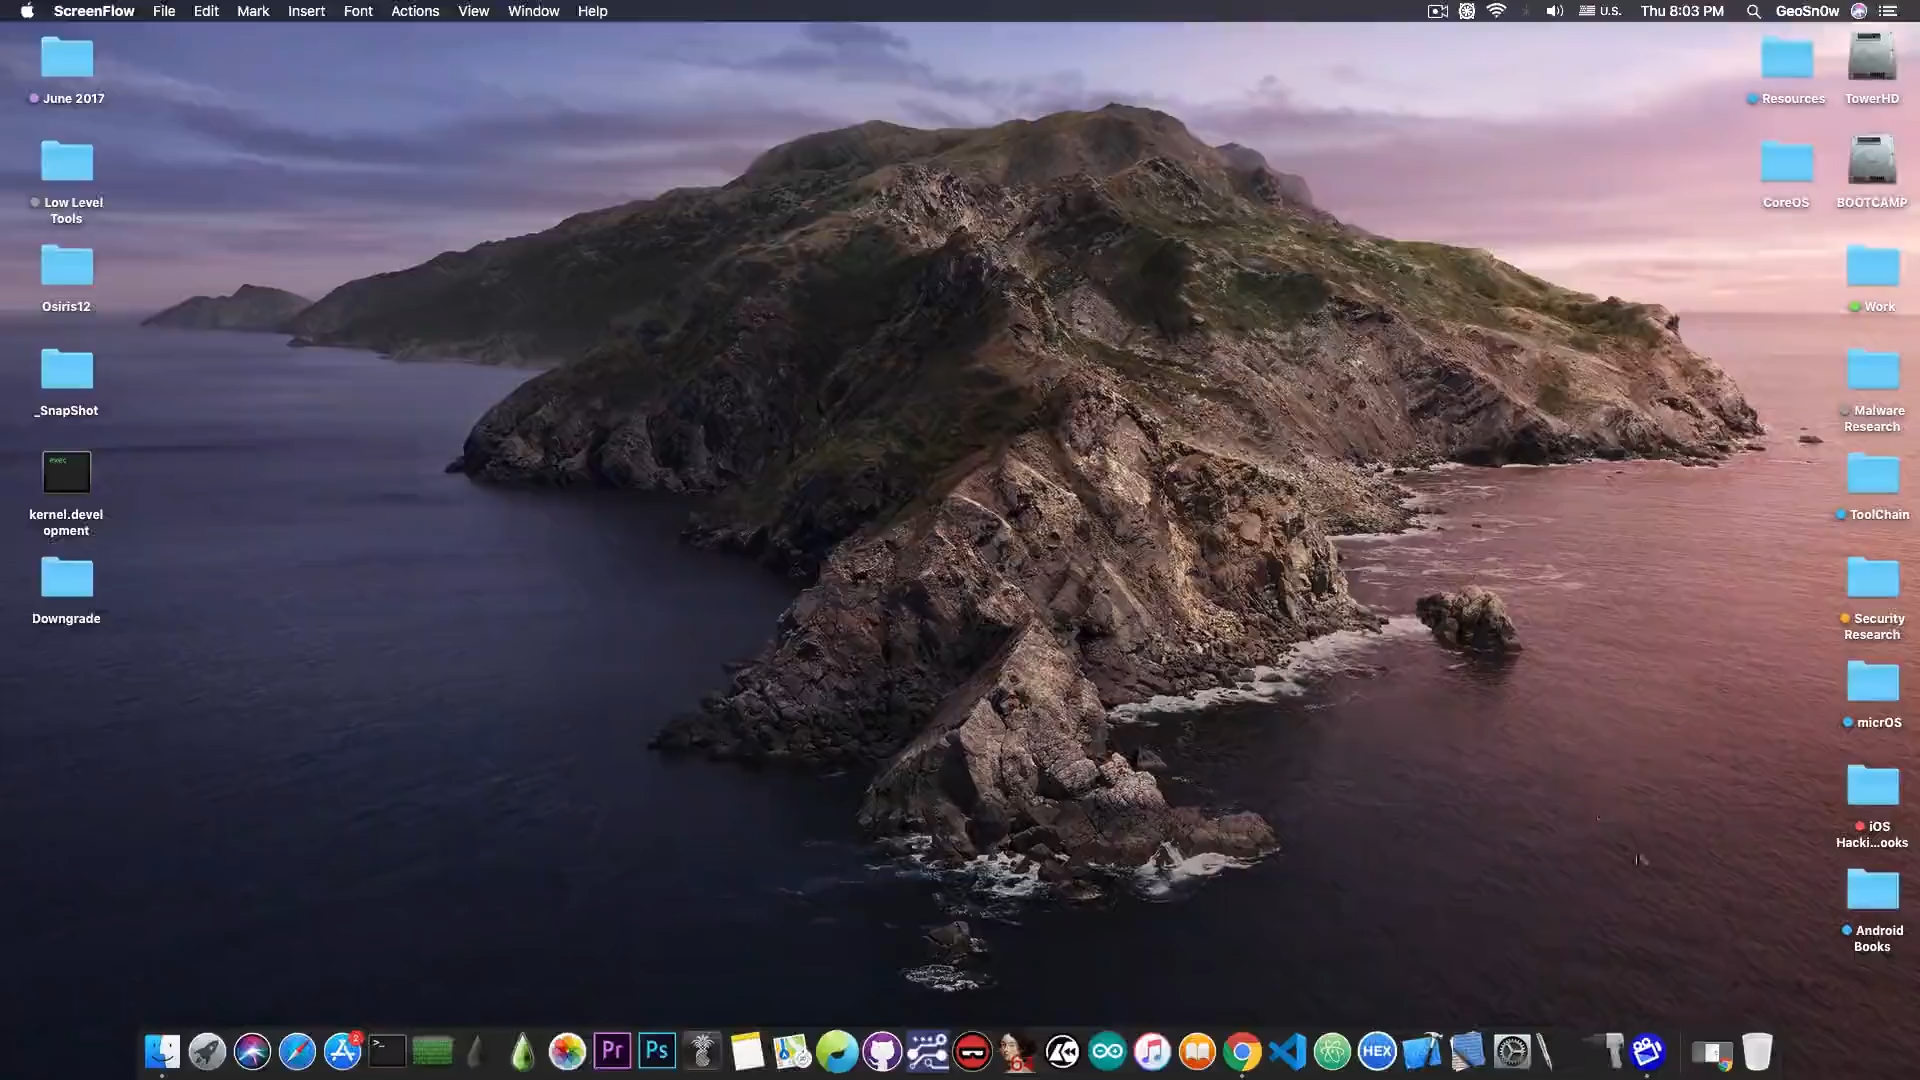 ScreenFlow File Edit Mark Insert Font Actions View Window Help U.S. Thu 8:03 PM GeoSn0w
June 2017
Low Level
Tools
Osiris12
_SnapShot
exec
kernel.devel
opment
Downgrade
Resources
TowerHD
CoreOS
BOOTCAMP
Work
Malware
Research
ToolChain
Security
Research
micrOS
iOS
Hacki...ooks
Android
Books
2
>_
Pr
Ps
HEX